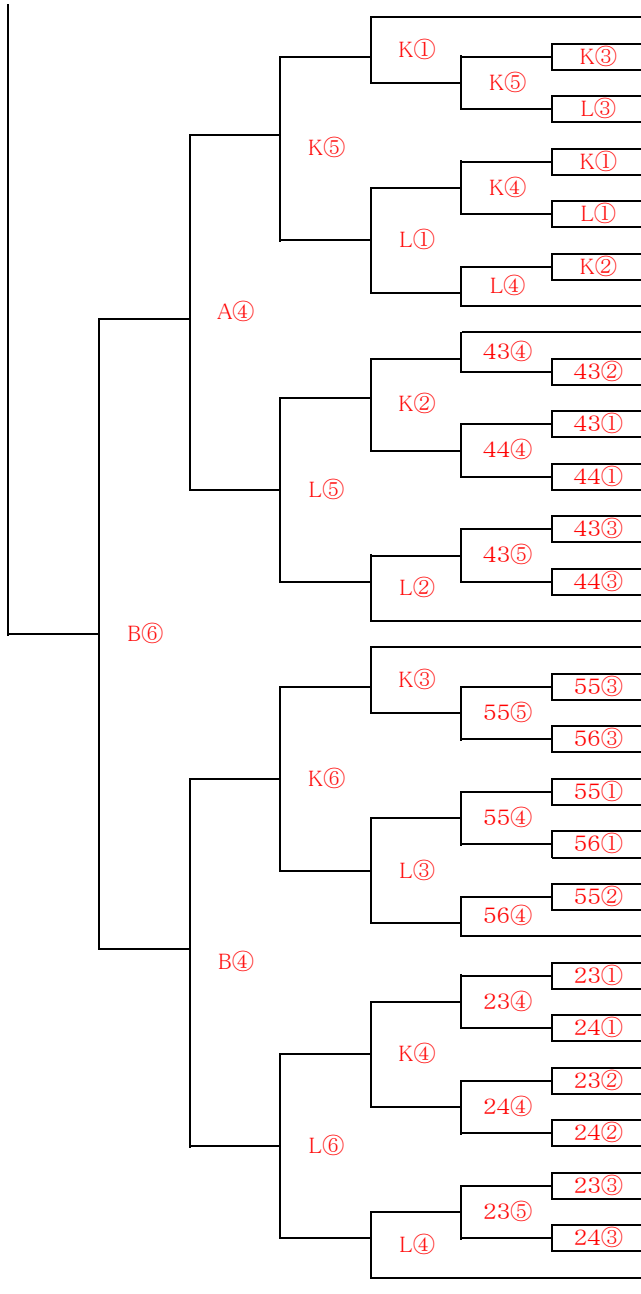 K①
K③
K⑤
L③
K⑤
K①
K④
L①
L①
K②
L④
A④
43④
43②
K②
43①
44④
44①
L⑤
43③
43⑤
44③
L②
B⑥
K③
55③
55⑤
56③
K⑥
55①
55④
56①
L③
55②
56④
B④
23①
23④
24①
K④
23②
24④
24②
L⑥
23③
23⑤
24③
L④